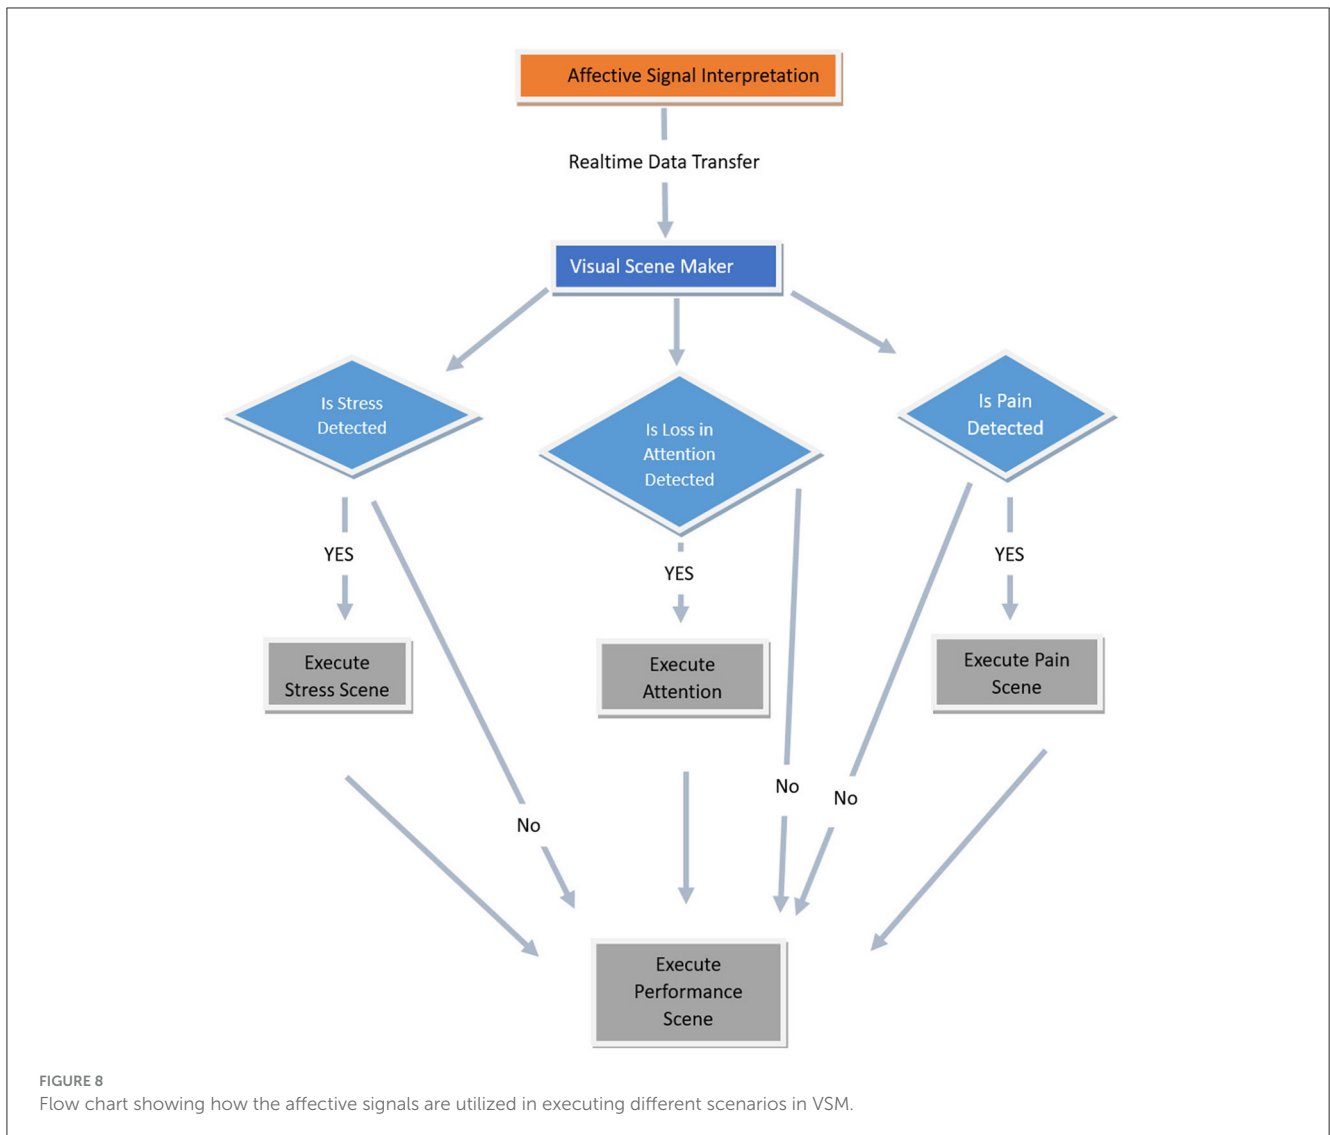 Affective Signal Interpretation
Realtime Data Transfer
Visual Scene Maker
Is Stress
Detected
Is Loss in
Attention
Detected
Is Pain
Detected
YES
YES
YES
Execute
Stress Scene
Execute
Attention
Execute Pain
Scene
No
No
No
Execute
Performance
Scene
FIGURE 8
Flow chart showing how the affective signals are utilized in executing different scenarios in VSM.